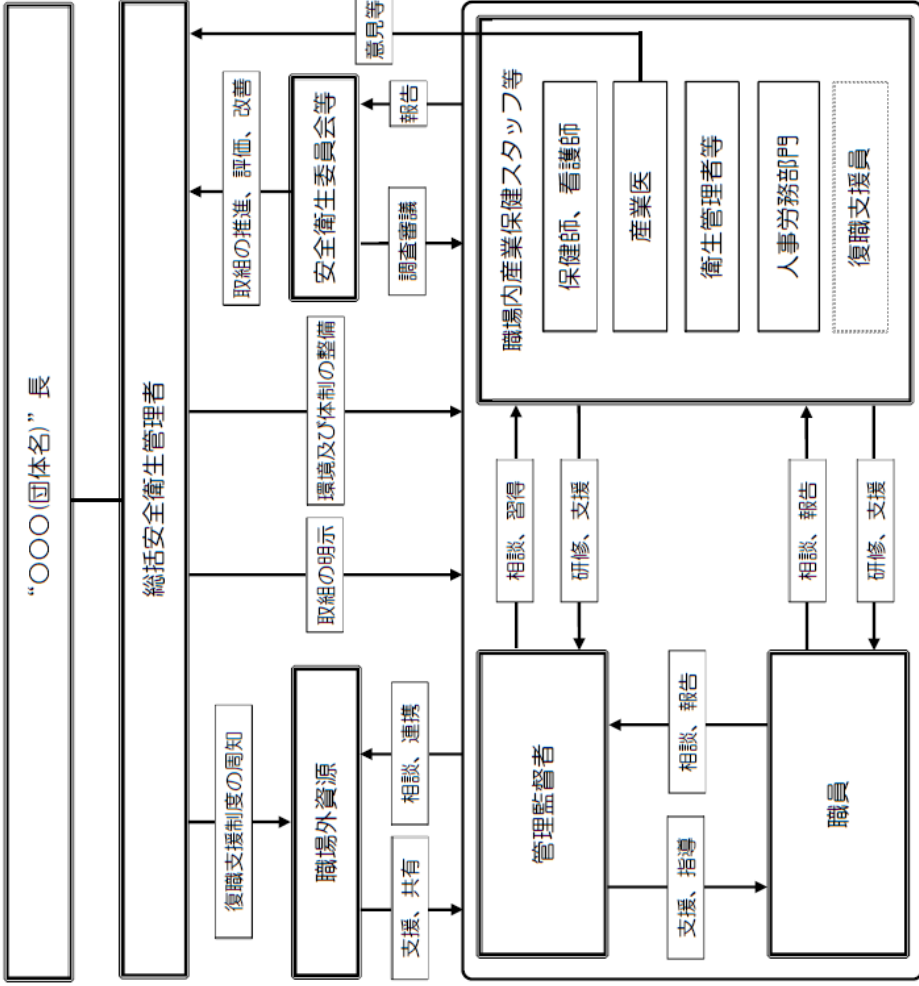 “〇〇〇(団体名)”長
総括安全衛生管理者
復職支援制度の周知
取組の明示
環境及び体制の整備
取組の推進、評価、改善
意見等
職場外資源
安全衛生委員会等
支援、共有
相談、連携
調査審議
報告
管理監督者
相談、習得
研修、支援
職場内産業保健スタッフ等
保健師、看護師
産業医
衛生管理者等
人事労務部門
復職支援員
支援、指導
相談、報告
職員
相談、報告
研修、支援